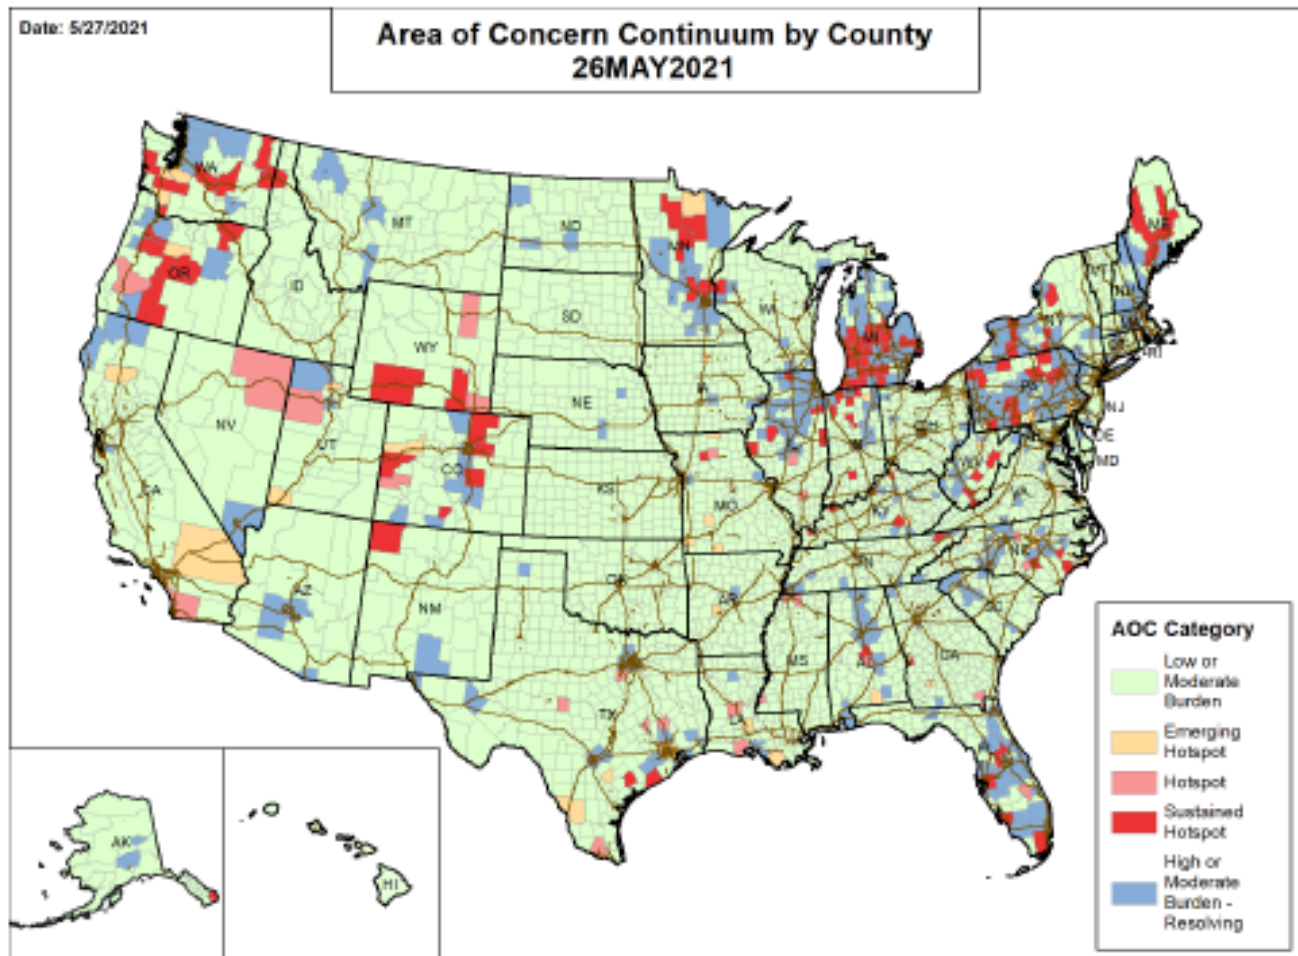 Date: 5/27/2021
Area of Concern Continuum by County
26MAY2021
WA
MT
ND
MN
ME
OR
ID
SD
WI
MI
VT
NH
NY
WY
IA
PA
RI
NE
NV
UT
CO
OH
NJ
DE
MD
CA
KS
MO
WV
VA
KY
AZ
NM
OK
AR
TN
NC
SC
MS
AL
GA
TX
LA
AK
HI
AOC Category
Low or
Moderate
Burden
Emerging
Hotspot
Hotspot
Sustained
Hotspot
High or
Moderate
Burden -
Resolving